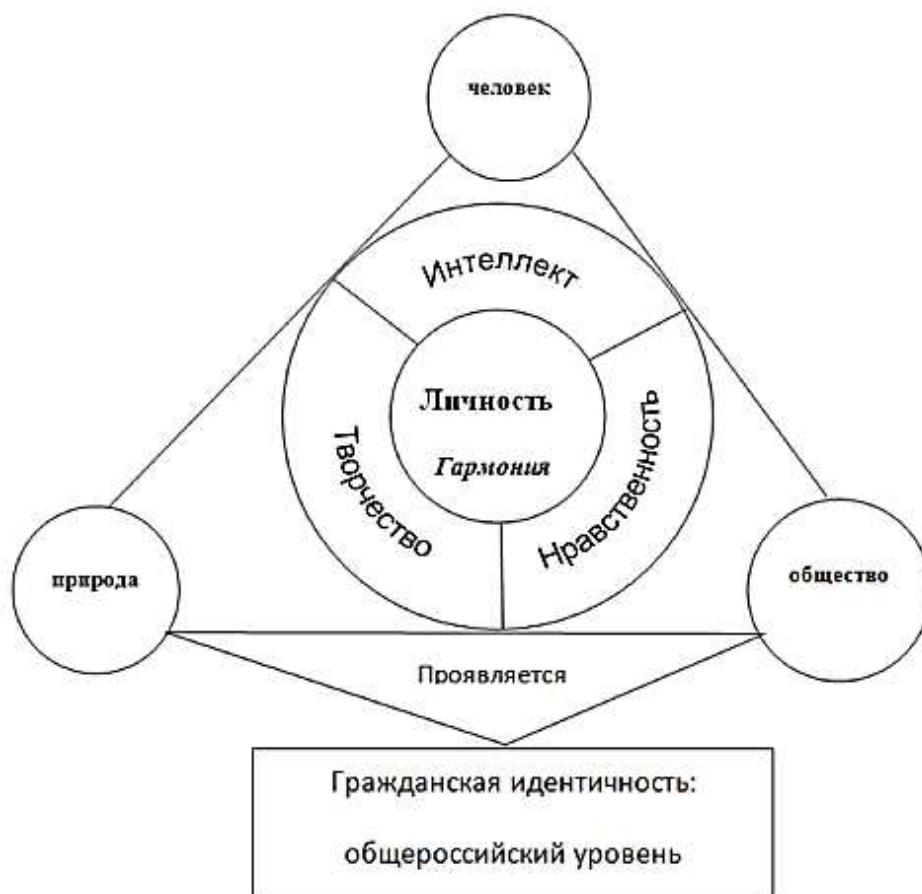 человек
Интеллект
Личность
Гармония
Творчество
Нравственность
природа
общество
Проявляется
Гражданская идентичность:
общероссийский уровень